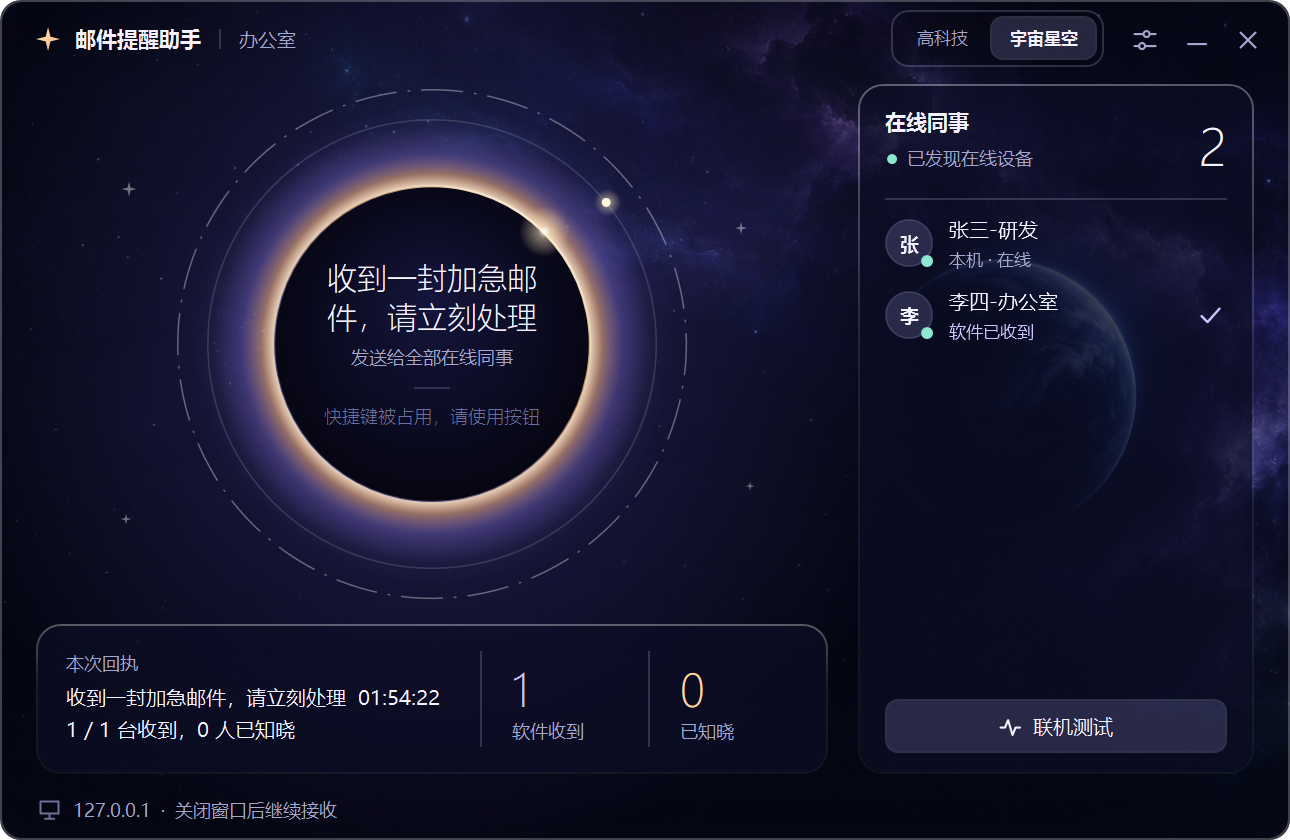 邮件提醒助手
办公室
高科技
宇宙星空
收到一封加急邮
件，请立刻处理
发送给全部在线同事
快捷键被占用，请使用按钮
在线同事
已发现在线设备
2
张
张三-研发
本机 · 在线
李
李四-办公室
软件已收到
联机测试
本次回执
收到一封加急邮件，请立刻处理 01:54:22
1 / 1 台收到，0 人已知晓
1
软件收到
0
已知晓
127.0.0.1 · 关闭窗口后继续接收